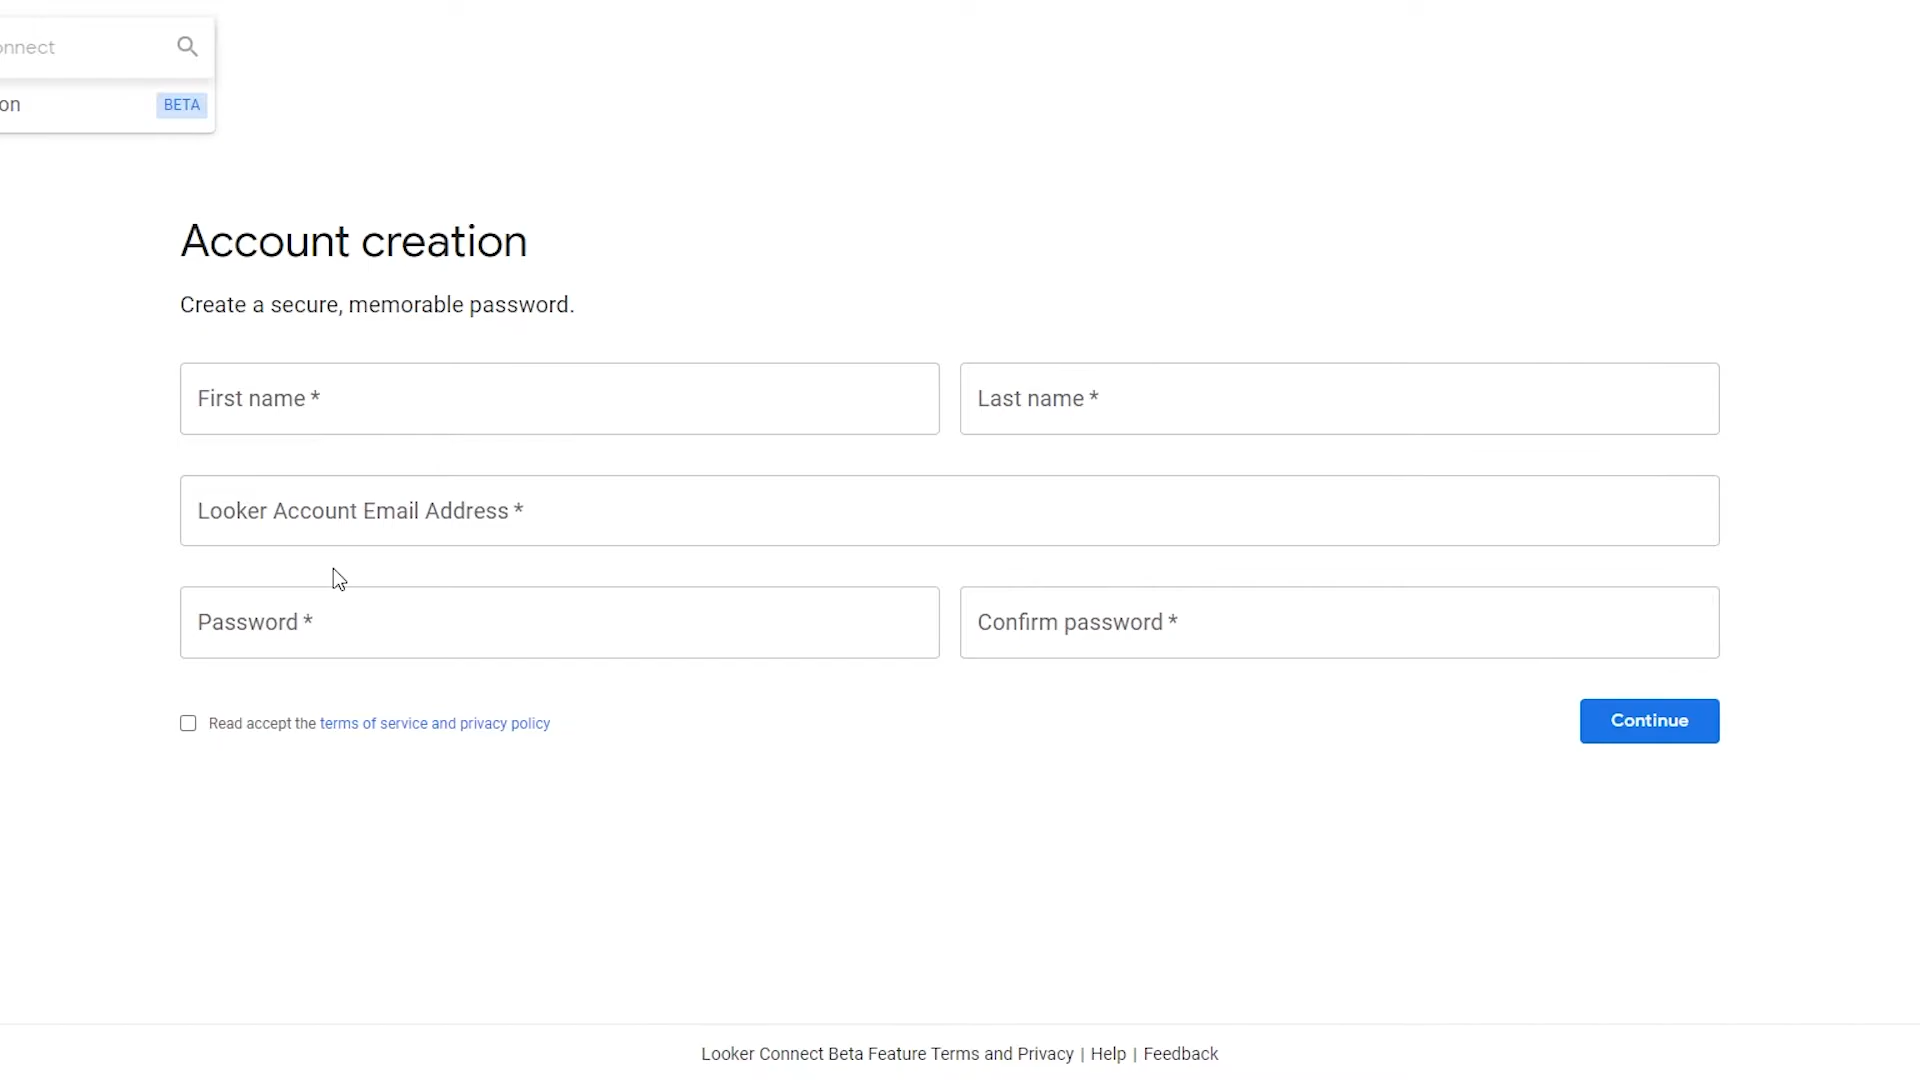 onnect
on BETA
Account creation
Create a secure, memorable password.
First name *
Last name *
Looker Account Email Address *
Password *
Confirm password *
Read accept the terms of service and privacy policy
Continue
Looker Connect Beta Feature Terms and Privacy | Help | Feedback